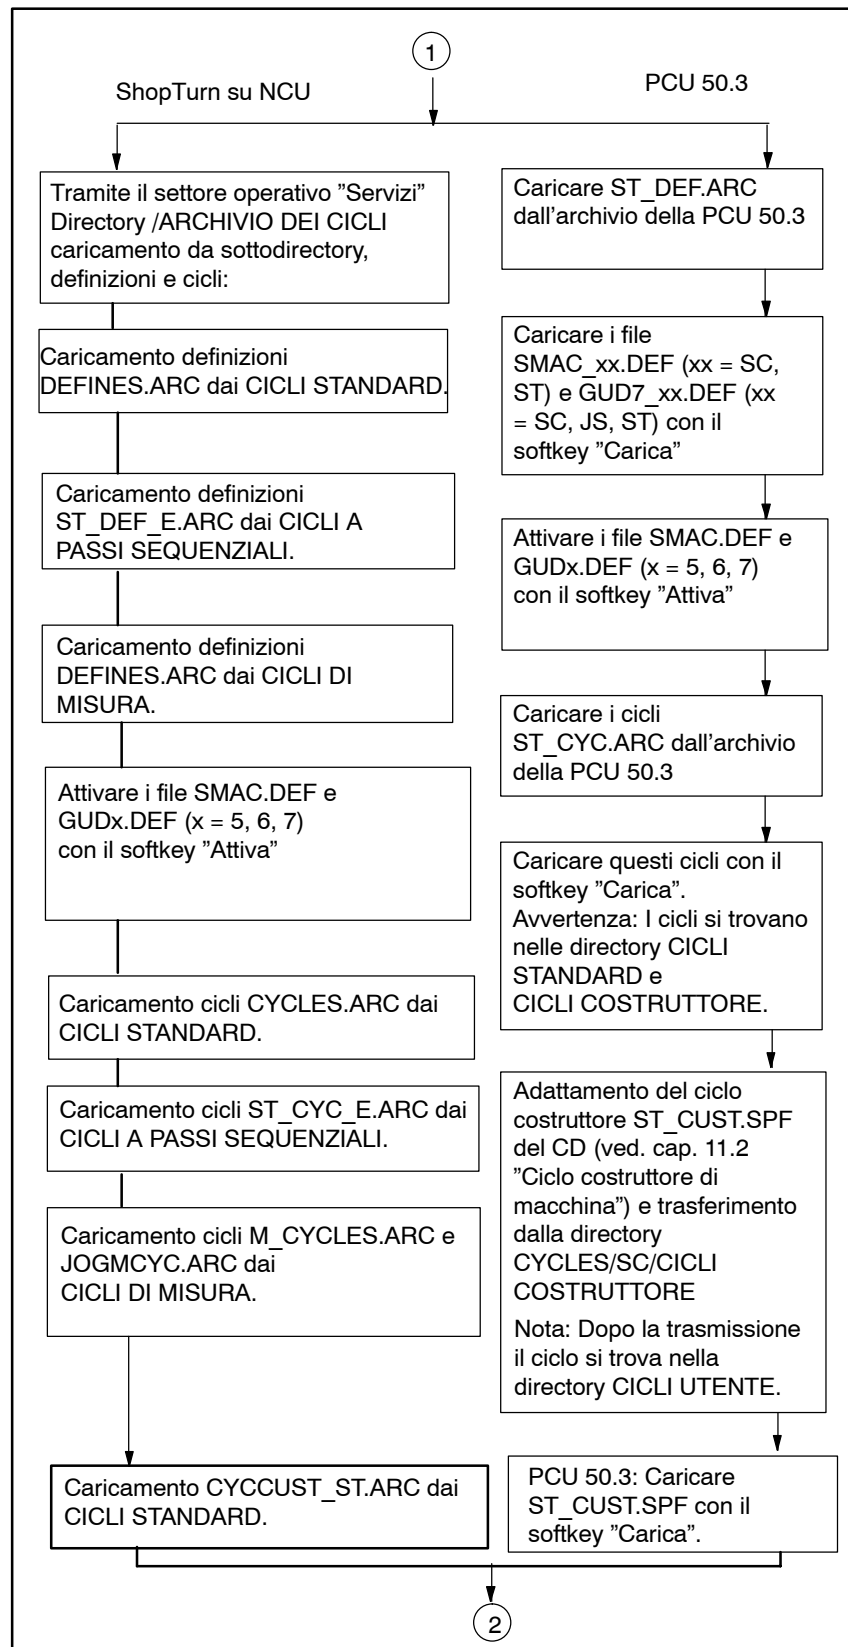 1
ShopTurn su NCU
PCU 50.3
Tramite il settore operativo ”Servizi”
Directory /ARCHIVIO DEI CICLI
caricamento da sottodirectory,
definizioni e cicli:
Caricamento definizioni
DEFINES.ARC dai CICLI STANDARD.
Caricamento definizioni
ST_DEF_E.ARC dai CICLI A
PASSI SEQUENZIALI.
Caricamento definizioni
DEFINES.ARC dai CICLI DI
MISURA.
Attivare i file SMAC.DEF e
GUDx.DEF (x = 5, 6, 7)
con il softkey ”Attiva”
Caricamento cicli CYCLES.ARC dai
CICLI STANDARD.
Caricamento cicli ST_CYC_E.ARC dai
CICLI A PASSI SEQUENZIALI.
Caricamento cicli M_CYCLES.ARC e
JOGMCYC.ARC dai
CICLI DI MISURA.
Caricamento CYCCUST_ST.ARC dai
CICLI STANDARD.
Caricare ST_DEF.ARC
dall’archivio della PCU 50.3
Caricare i file
SMAC_xx.DEF (xx = SC,
ST) e GUD7_xx.DEF (xx
= SC, JS, ST) con il
softkey ”Carica”
Attivare i file SMAC.DEF e
GUDx.DEF (x = 5, 6, 7)
con il softkey ”Attiva”
Caricare i cicli
ST_CYC.ARC dall’archivio
della PCU 50.3
Caricare questi cicli con il
softkey ”Carica”.
Avvertenza: I cicli si trovano
nelle directory CICLI
STANDARD e
CICLI COSTRUTTORE.
Adattamento del ciclo
costruttore ST_CUST.SPF
del CD (ved. cap. 11.2
”Ciclo costruttore di
macchina”) e trasferimento
dalla directory
CYCLES/SC/CICLI
COSTRUTTORE
Nota: Dopo la trasmissione
il ciclo si trova nella
directory CICLI UTENTE.
PCU 50.3: Caricare
ST_CUST.SPF con il
softkey ”Carica”.
2